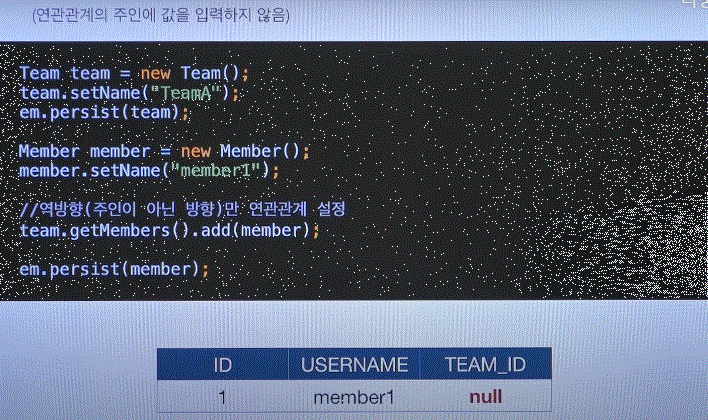 (연관관계의 주인에 값을 입력하지 않음)
Team team = new Team();
team.setName("TeamA");
em.persist(team);
Member member = new Member();
member.setName("member1");
//역방향(주인이 아닌 방향)만 연관관계 설정
team.getMembers().add(member);
em.persist(member);
ID USERNAME TEAM_ID
1 member1 null